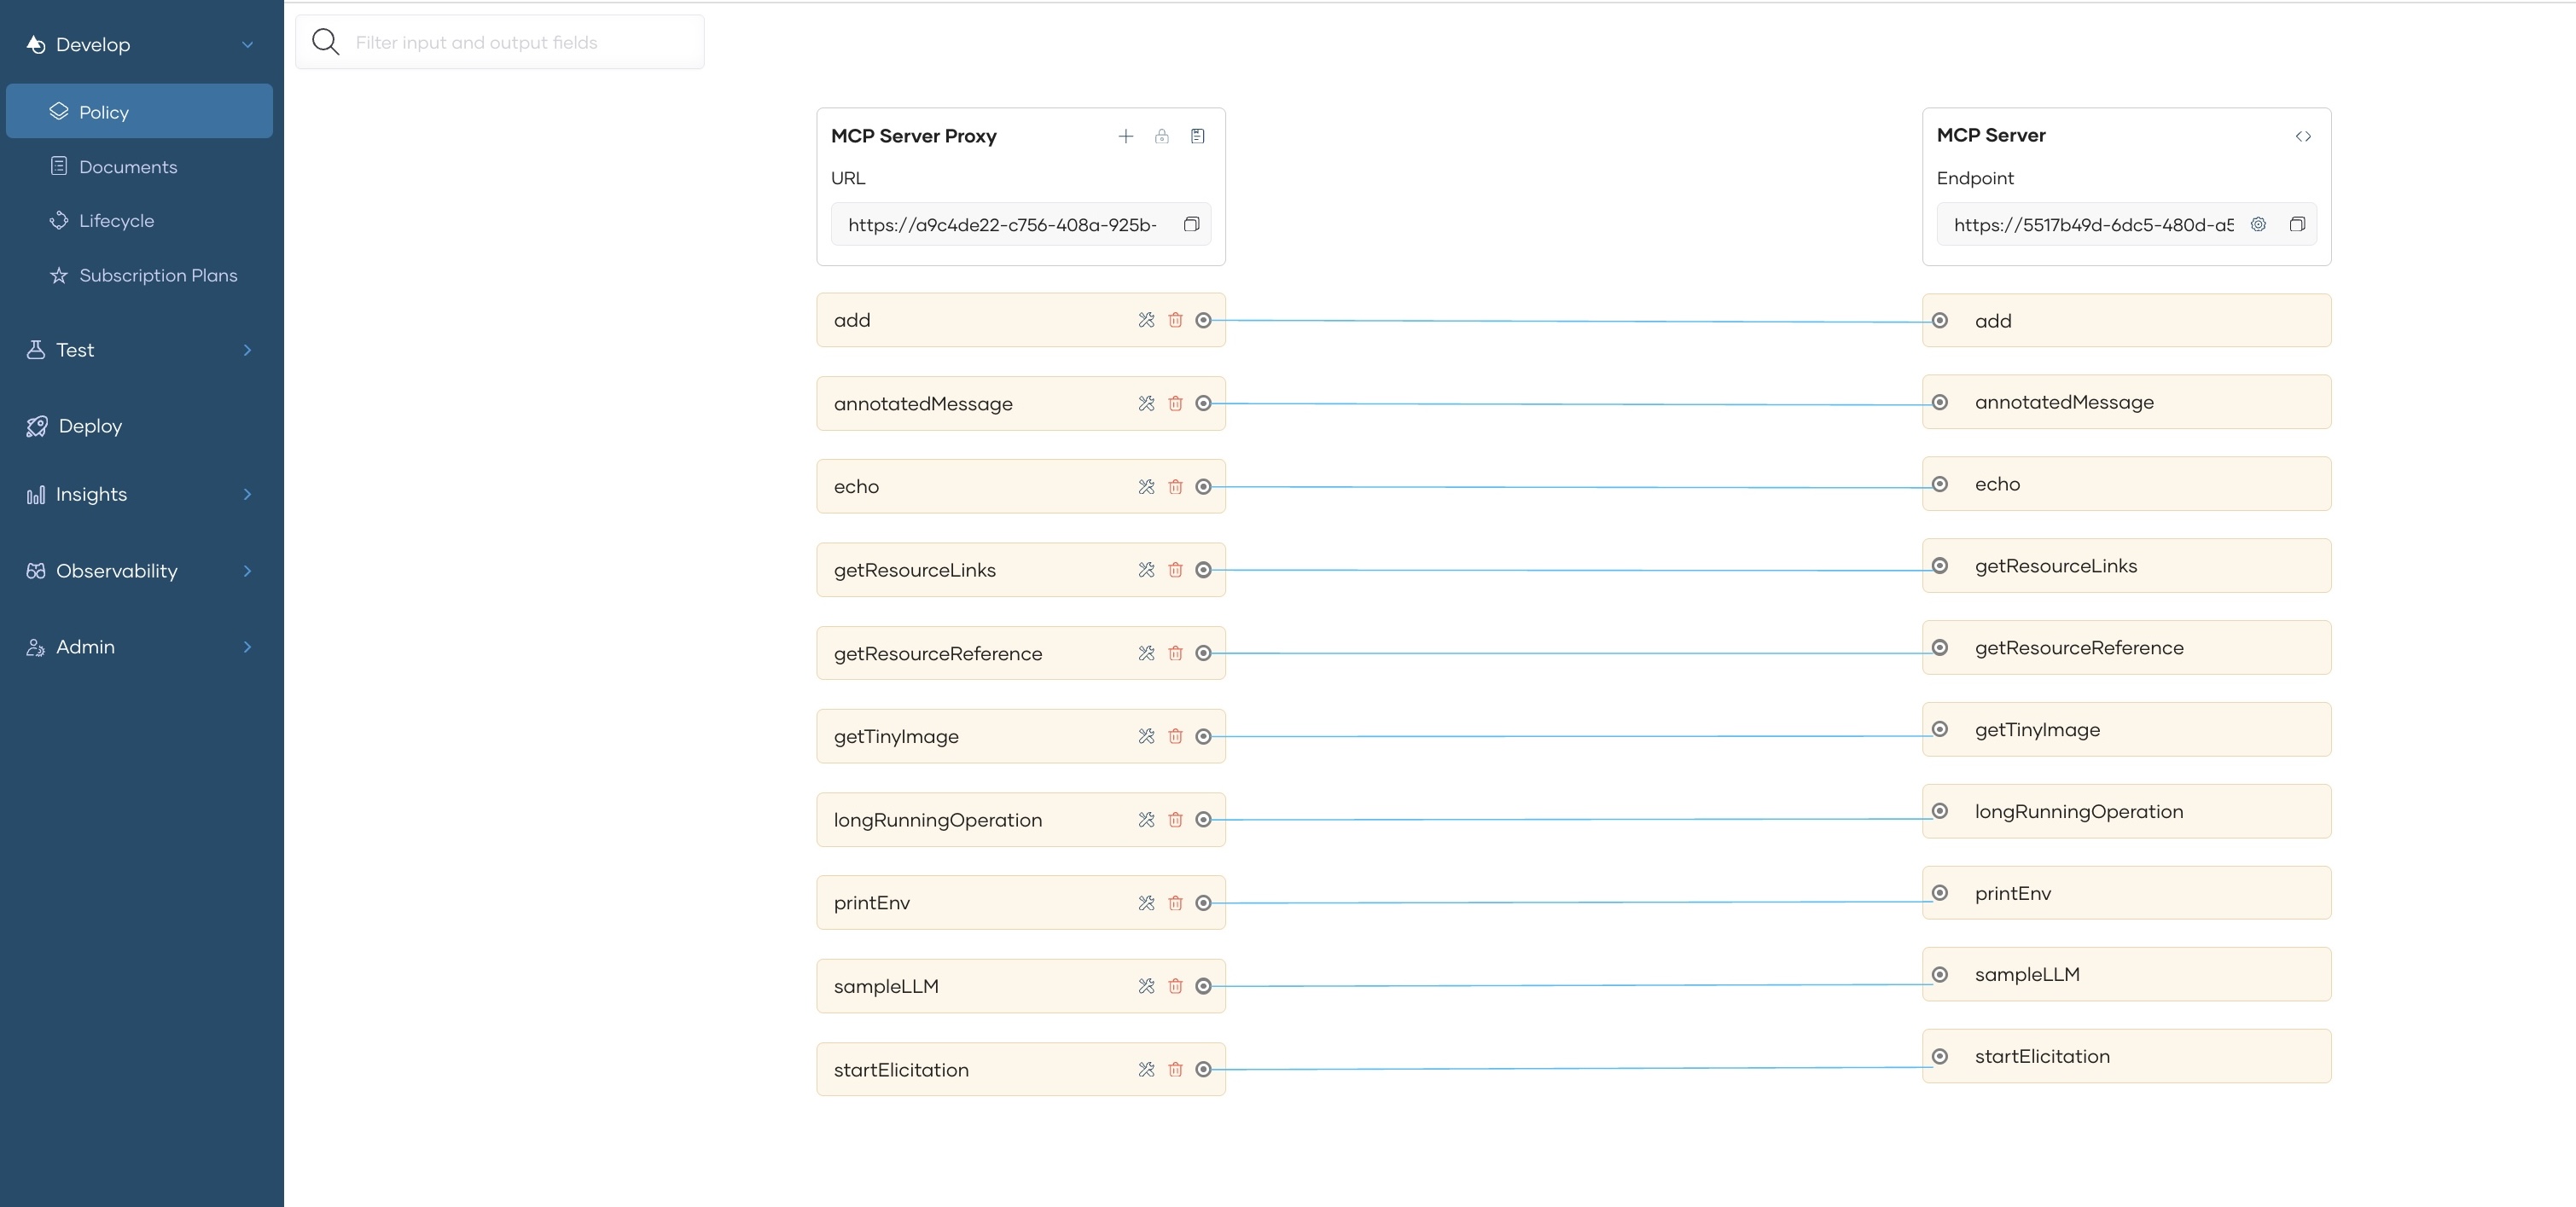 Develop
Policy
Documents
Lifecycle
Subscription Plans
Test
Deploy
Insights
Observability
Admin
Filter input and output fields
MCP Server Proxy
URL
https://a9c4de22-c756-408a-925b-
add
annotatedMessage
echo
getResourceLinks
getResourceReference
getTinyImage
longRunningOperation
printEnv
sampleLLM
startElicitation
MCP Server
Endpoint
https://5517b49d-6dc5-480d-a5
add
annotatedMessage
echo
getResourceLinks
getResourceReference
getTinyImage
longRunningOperation
printEnv
sampleLLM
startElicitation